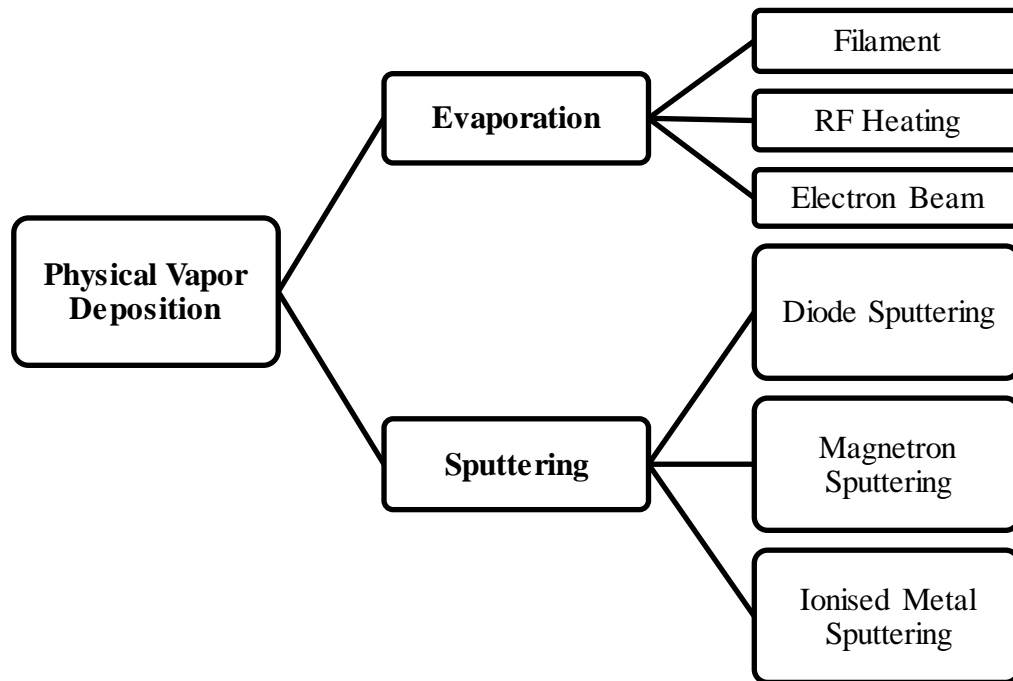 Physical Vapor
Deposition
Evaporation
Filament
RF Heating
Electron Beam
Sputtering
Diode Sputtering
Magnetron
Sputtering
Ionised Metal
Sputtering